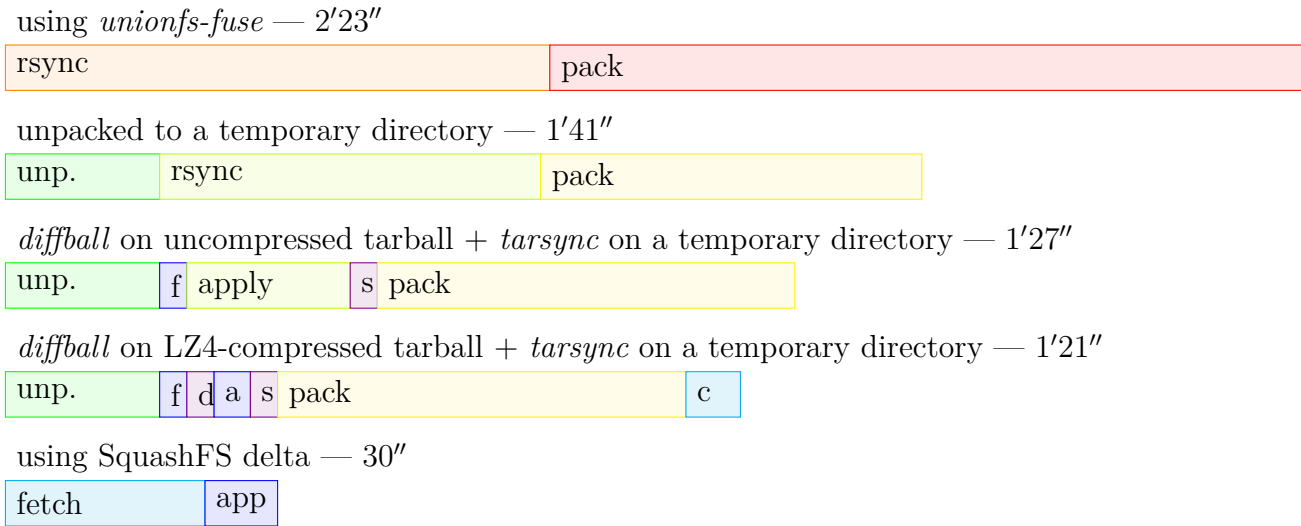 using unionfs-fuse — 2′23″
rsync pack
unpacked to a temporary directory — 1′41″
unp. rsync pack
diffball on uncompressed tarball + tarsync on a temporary directory — 1′27″
unp. f apply s pack
diffball on LZ4-compressed tarball + tarsync on a temporary directory — 1′21″
unp. f d a s pack c
using SquashFS delta — 30″
fetch app